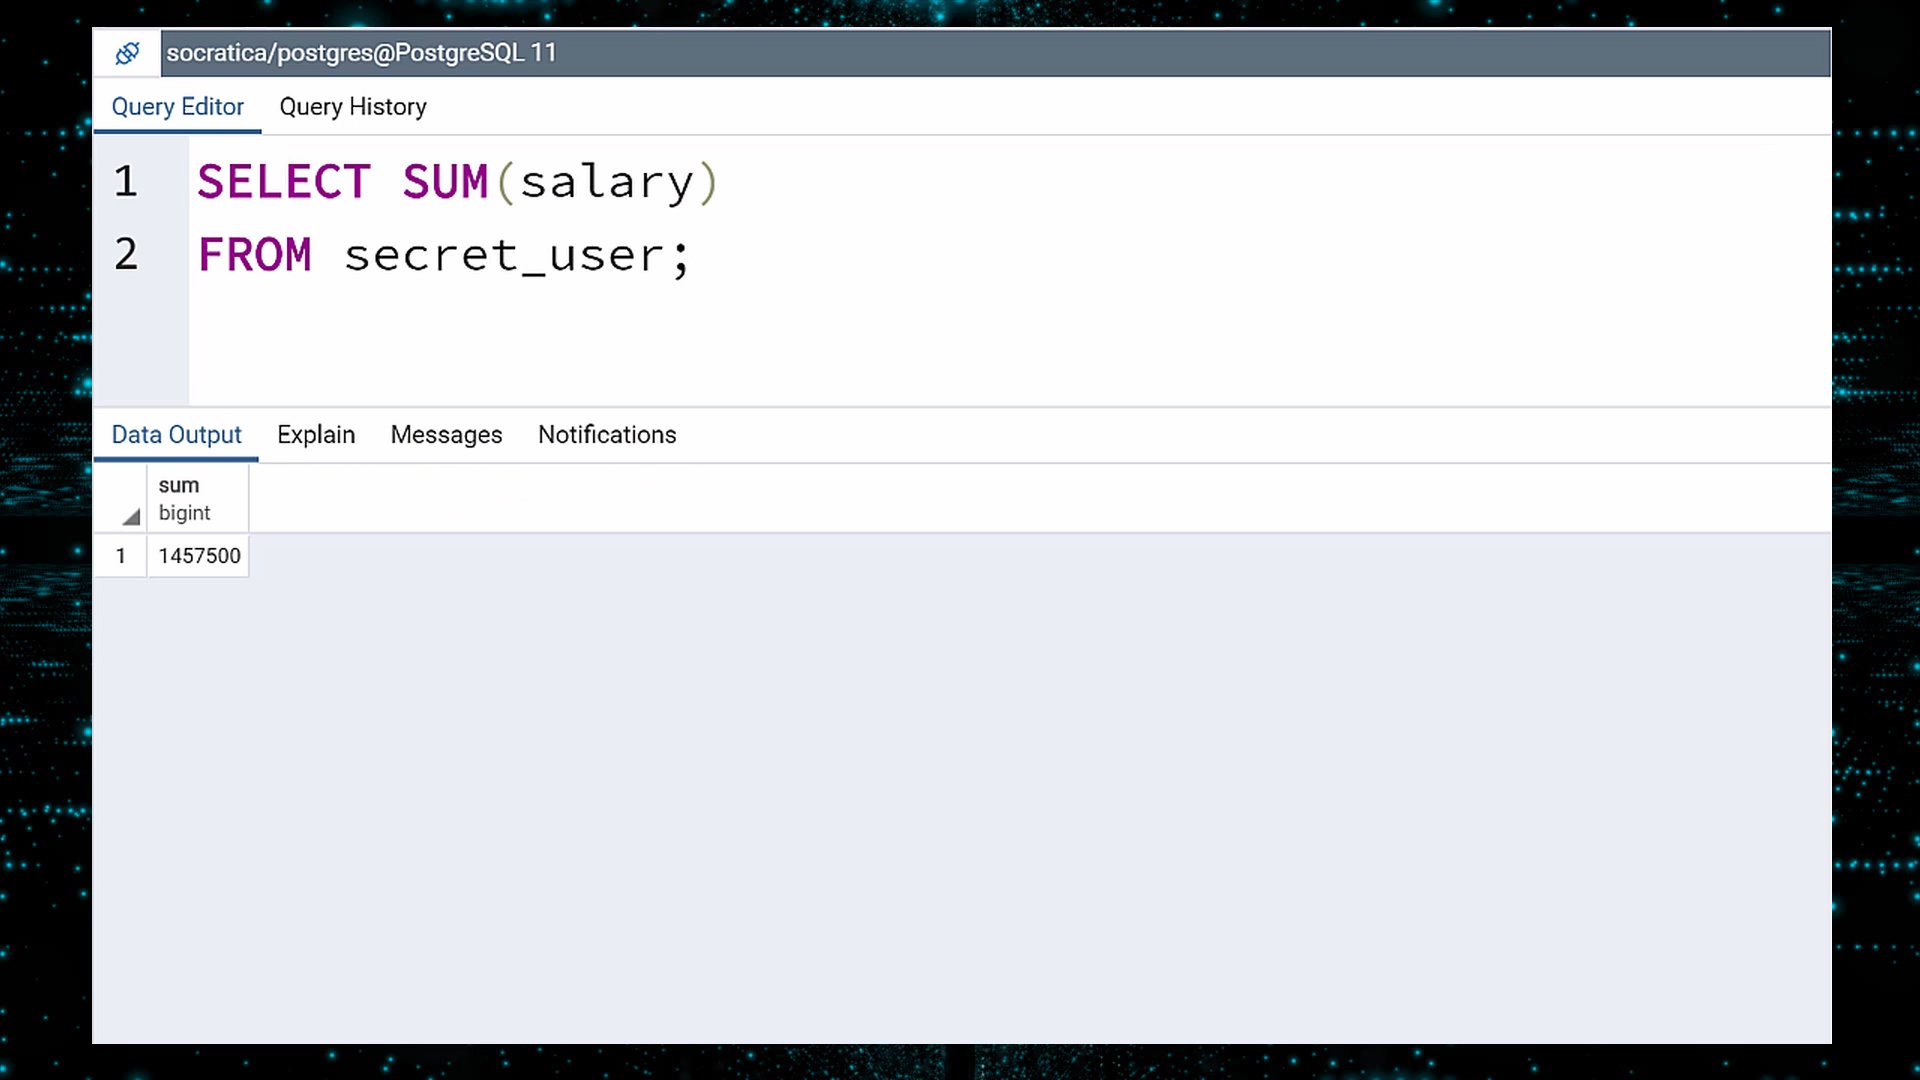 socratica/postgres@PostgreSQL 11
Query Editor Query History
1 SELECT SUM(salary)
2 FROM secret_user;
Data Output Explain Messages Notifications
sum
bigint
1 1457500